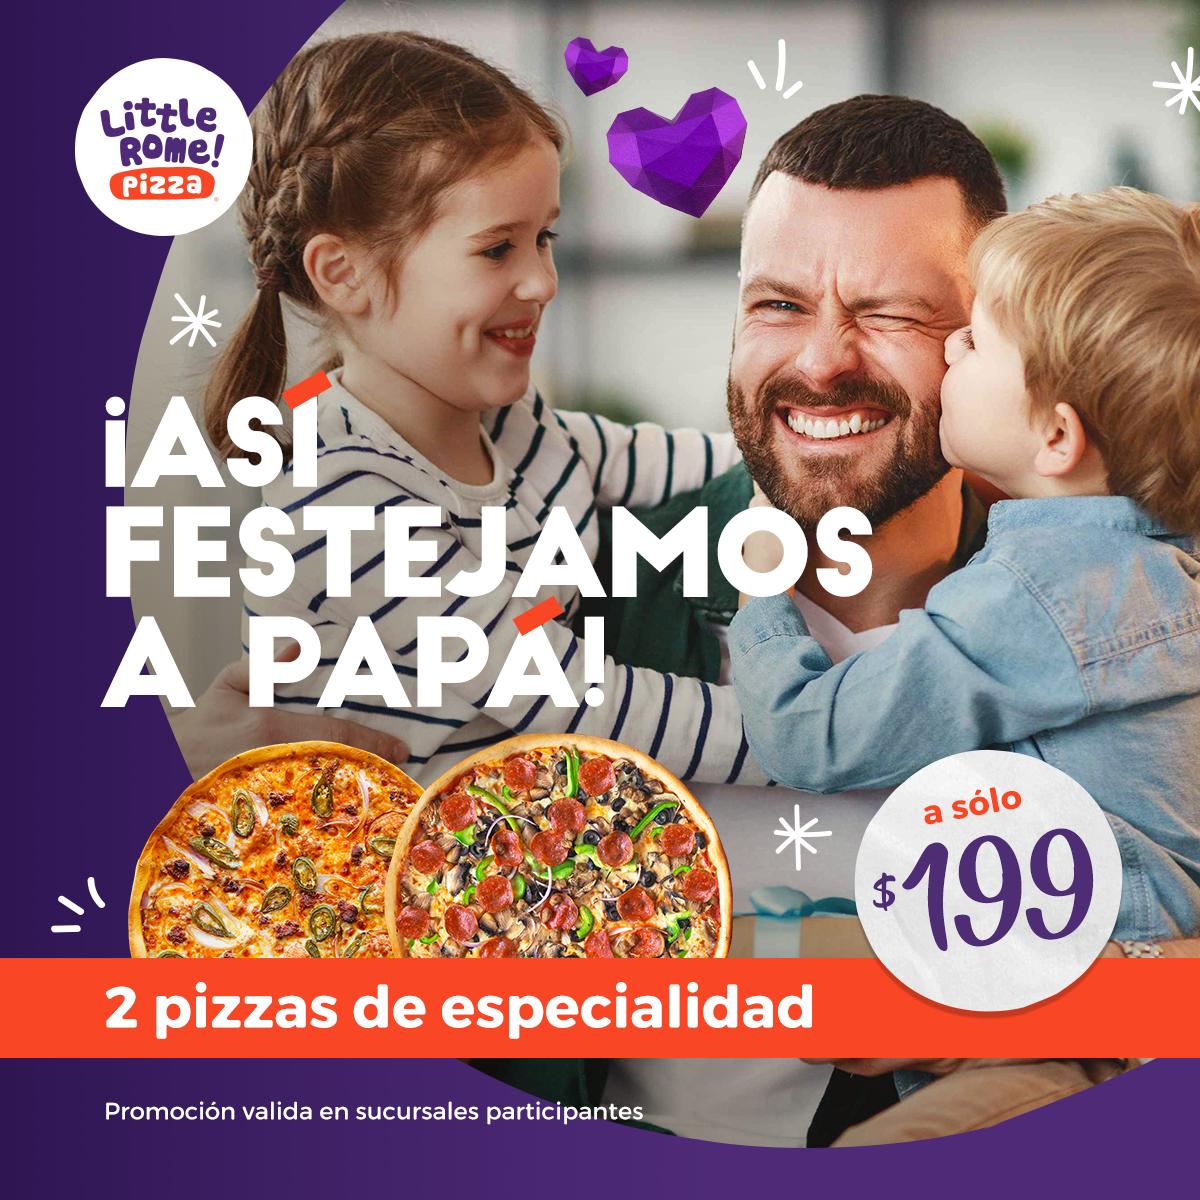 Little
Rome!
Pizza
¡ASÍ
FESTEJAMOS
A PAPÁ!
a sólo
$199
2 pizzas de especialidad
Promoción valida en sucursales participantes